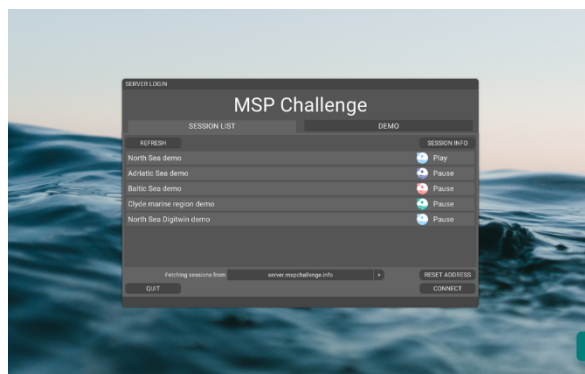 SERVER LOGIN
MSP Challenge
SESSION LIST DEMO
REFRESH SESSION INFO
North Sea demo Play
Adriatic Sea demo Pause
Baltic Sea demo Pause
Clyde marine region demo Pause
North Sea Digitwin demo Pause
Fetching sessions from server.mspchallenge.info > RESET ADDRESS
QUIT CONNECT